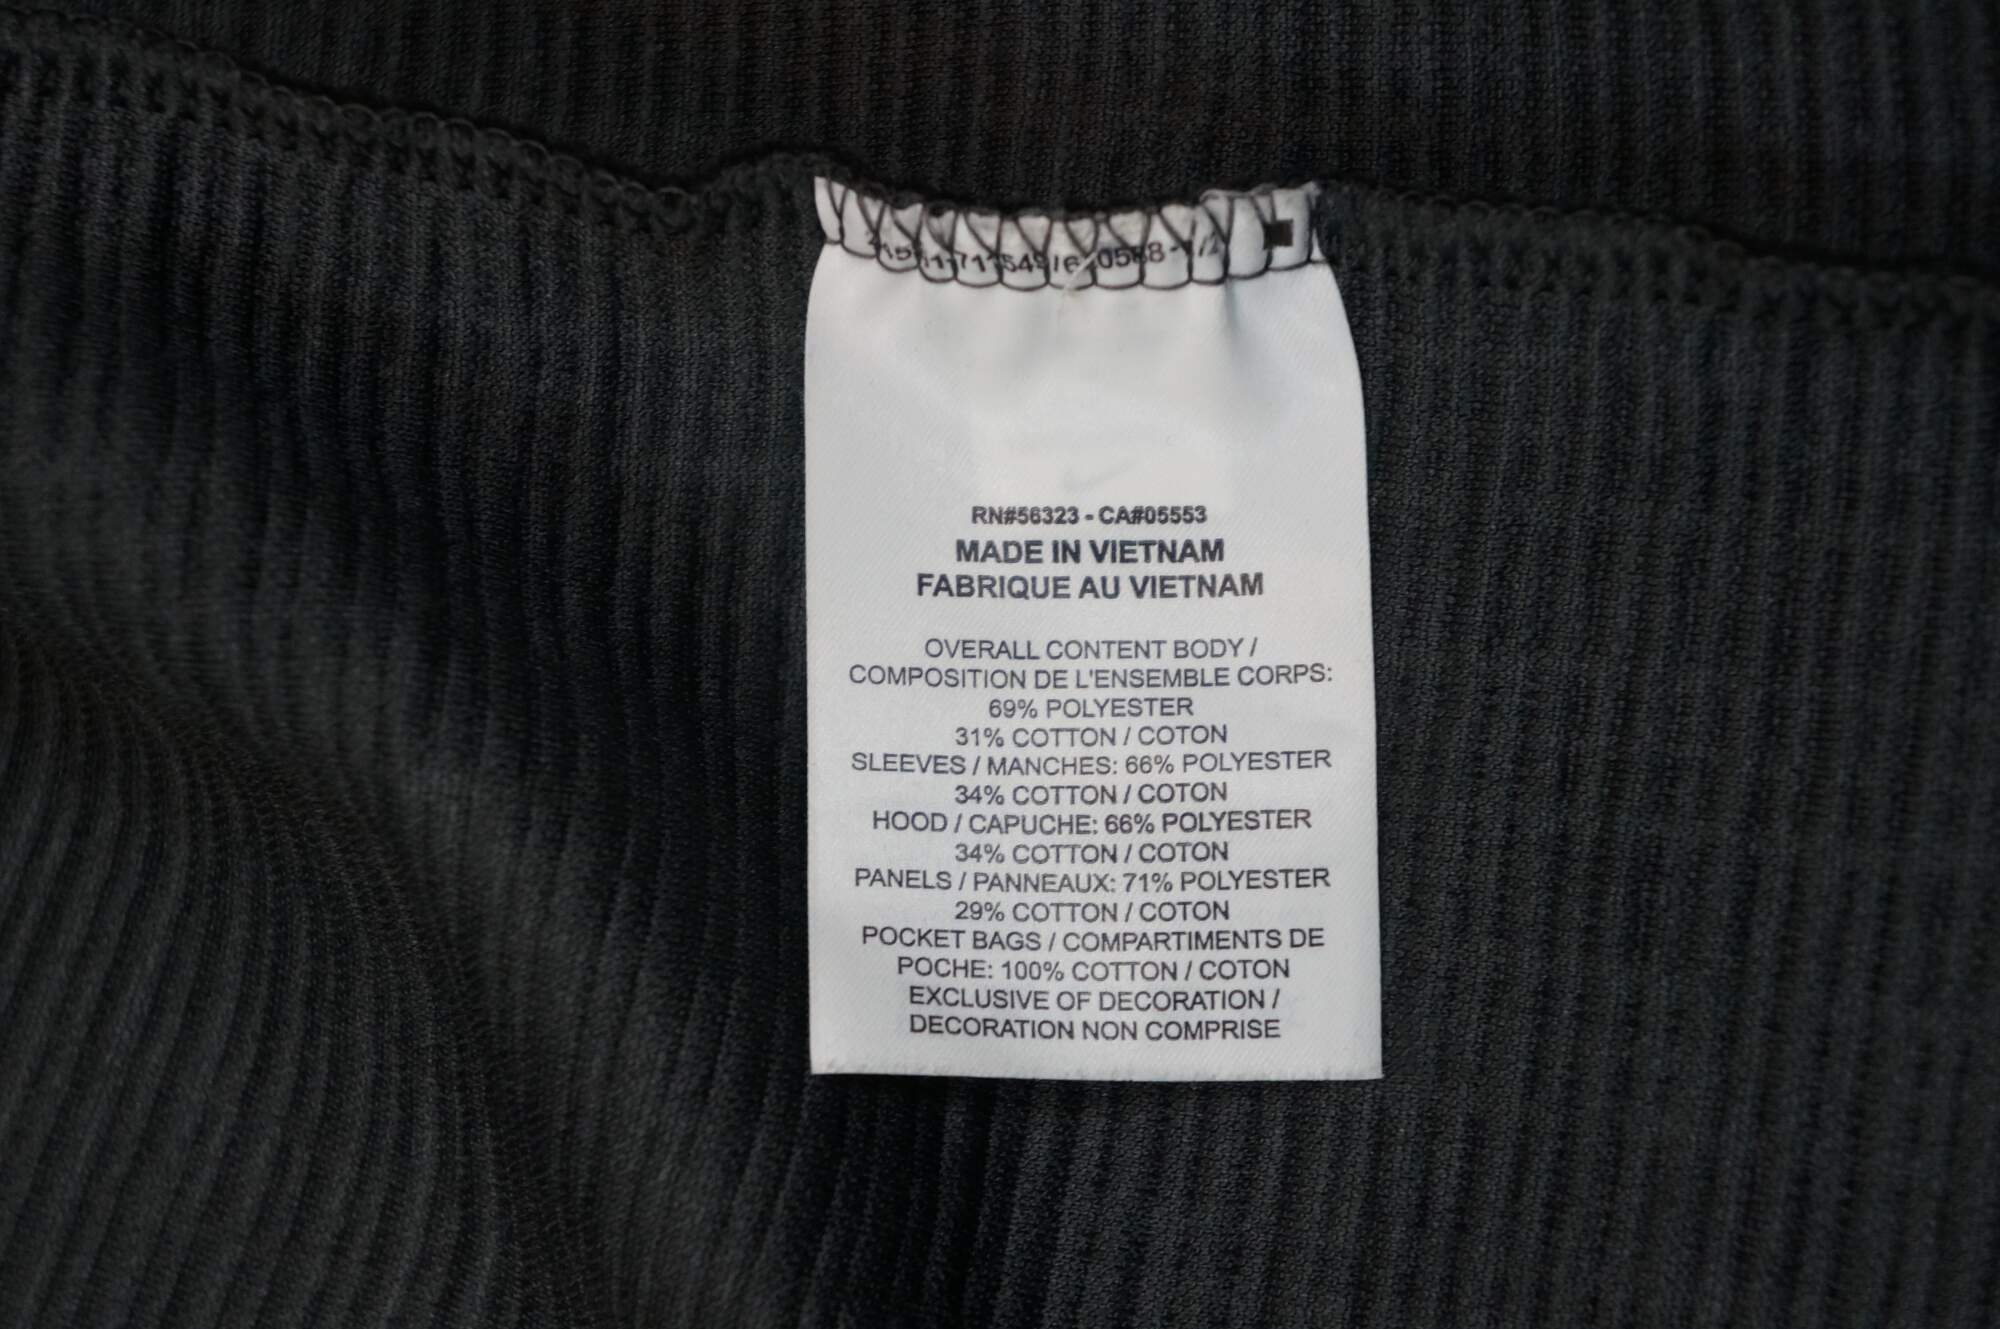 RN#56323 - CA#05553
MADE IN VIETNAM
FABRIQUE AU VIETNAM
OVERALL CONTENT BODY /
COMPOSITION DE L'ENSEMBLE CORPS:
69% POLYESTER
31% COTTON / COTON
SLEEVES / MANCHES: 66% POLYESTER
34% COTTON / COTON
HOOD / CAPUCHE: 66% POLYESTER
34% COTTON / COTON
PANELS / PANNEAUX: 71% POLYESTER
29% COTTON / COTON
POCKET BAGS / COMPARTIMENTS DE
POCHE: 100% COTTON / COTON
EXCLUSIVE OF DECORATION /
DECORATION NON COMPRISE